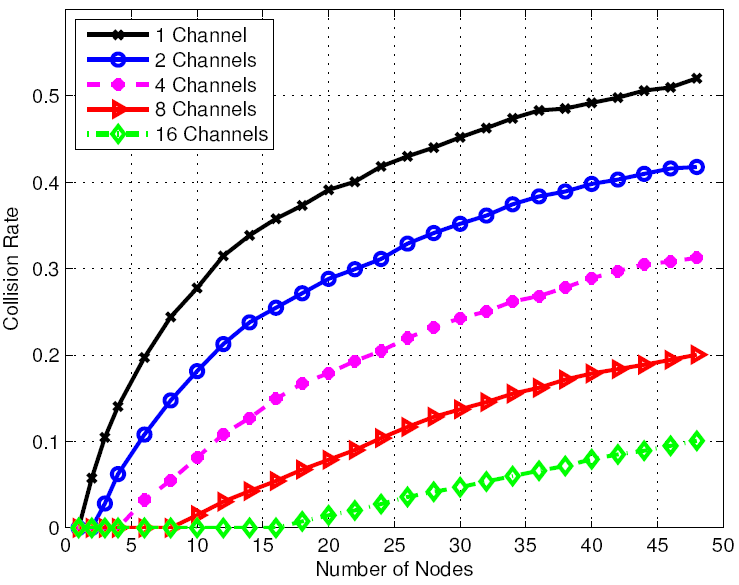 1 Channel
2 Channels
4 Channels
8 Channels
16 Channels
0.5
0.4
0.3
0.2
0.1
0
Collision Rate
0 5 10 15 20 25 30 35 40 45 50
Number of Nodes